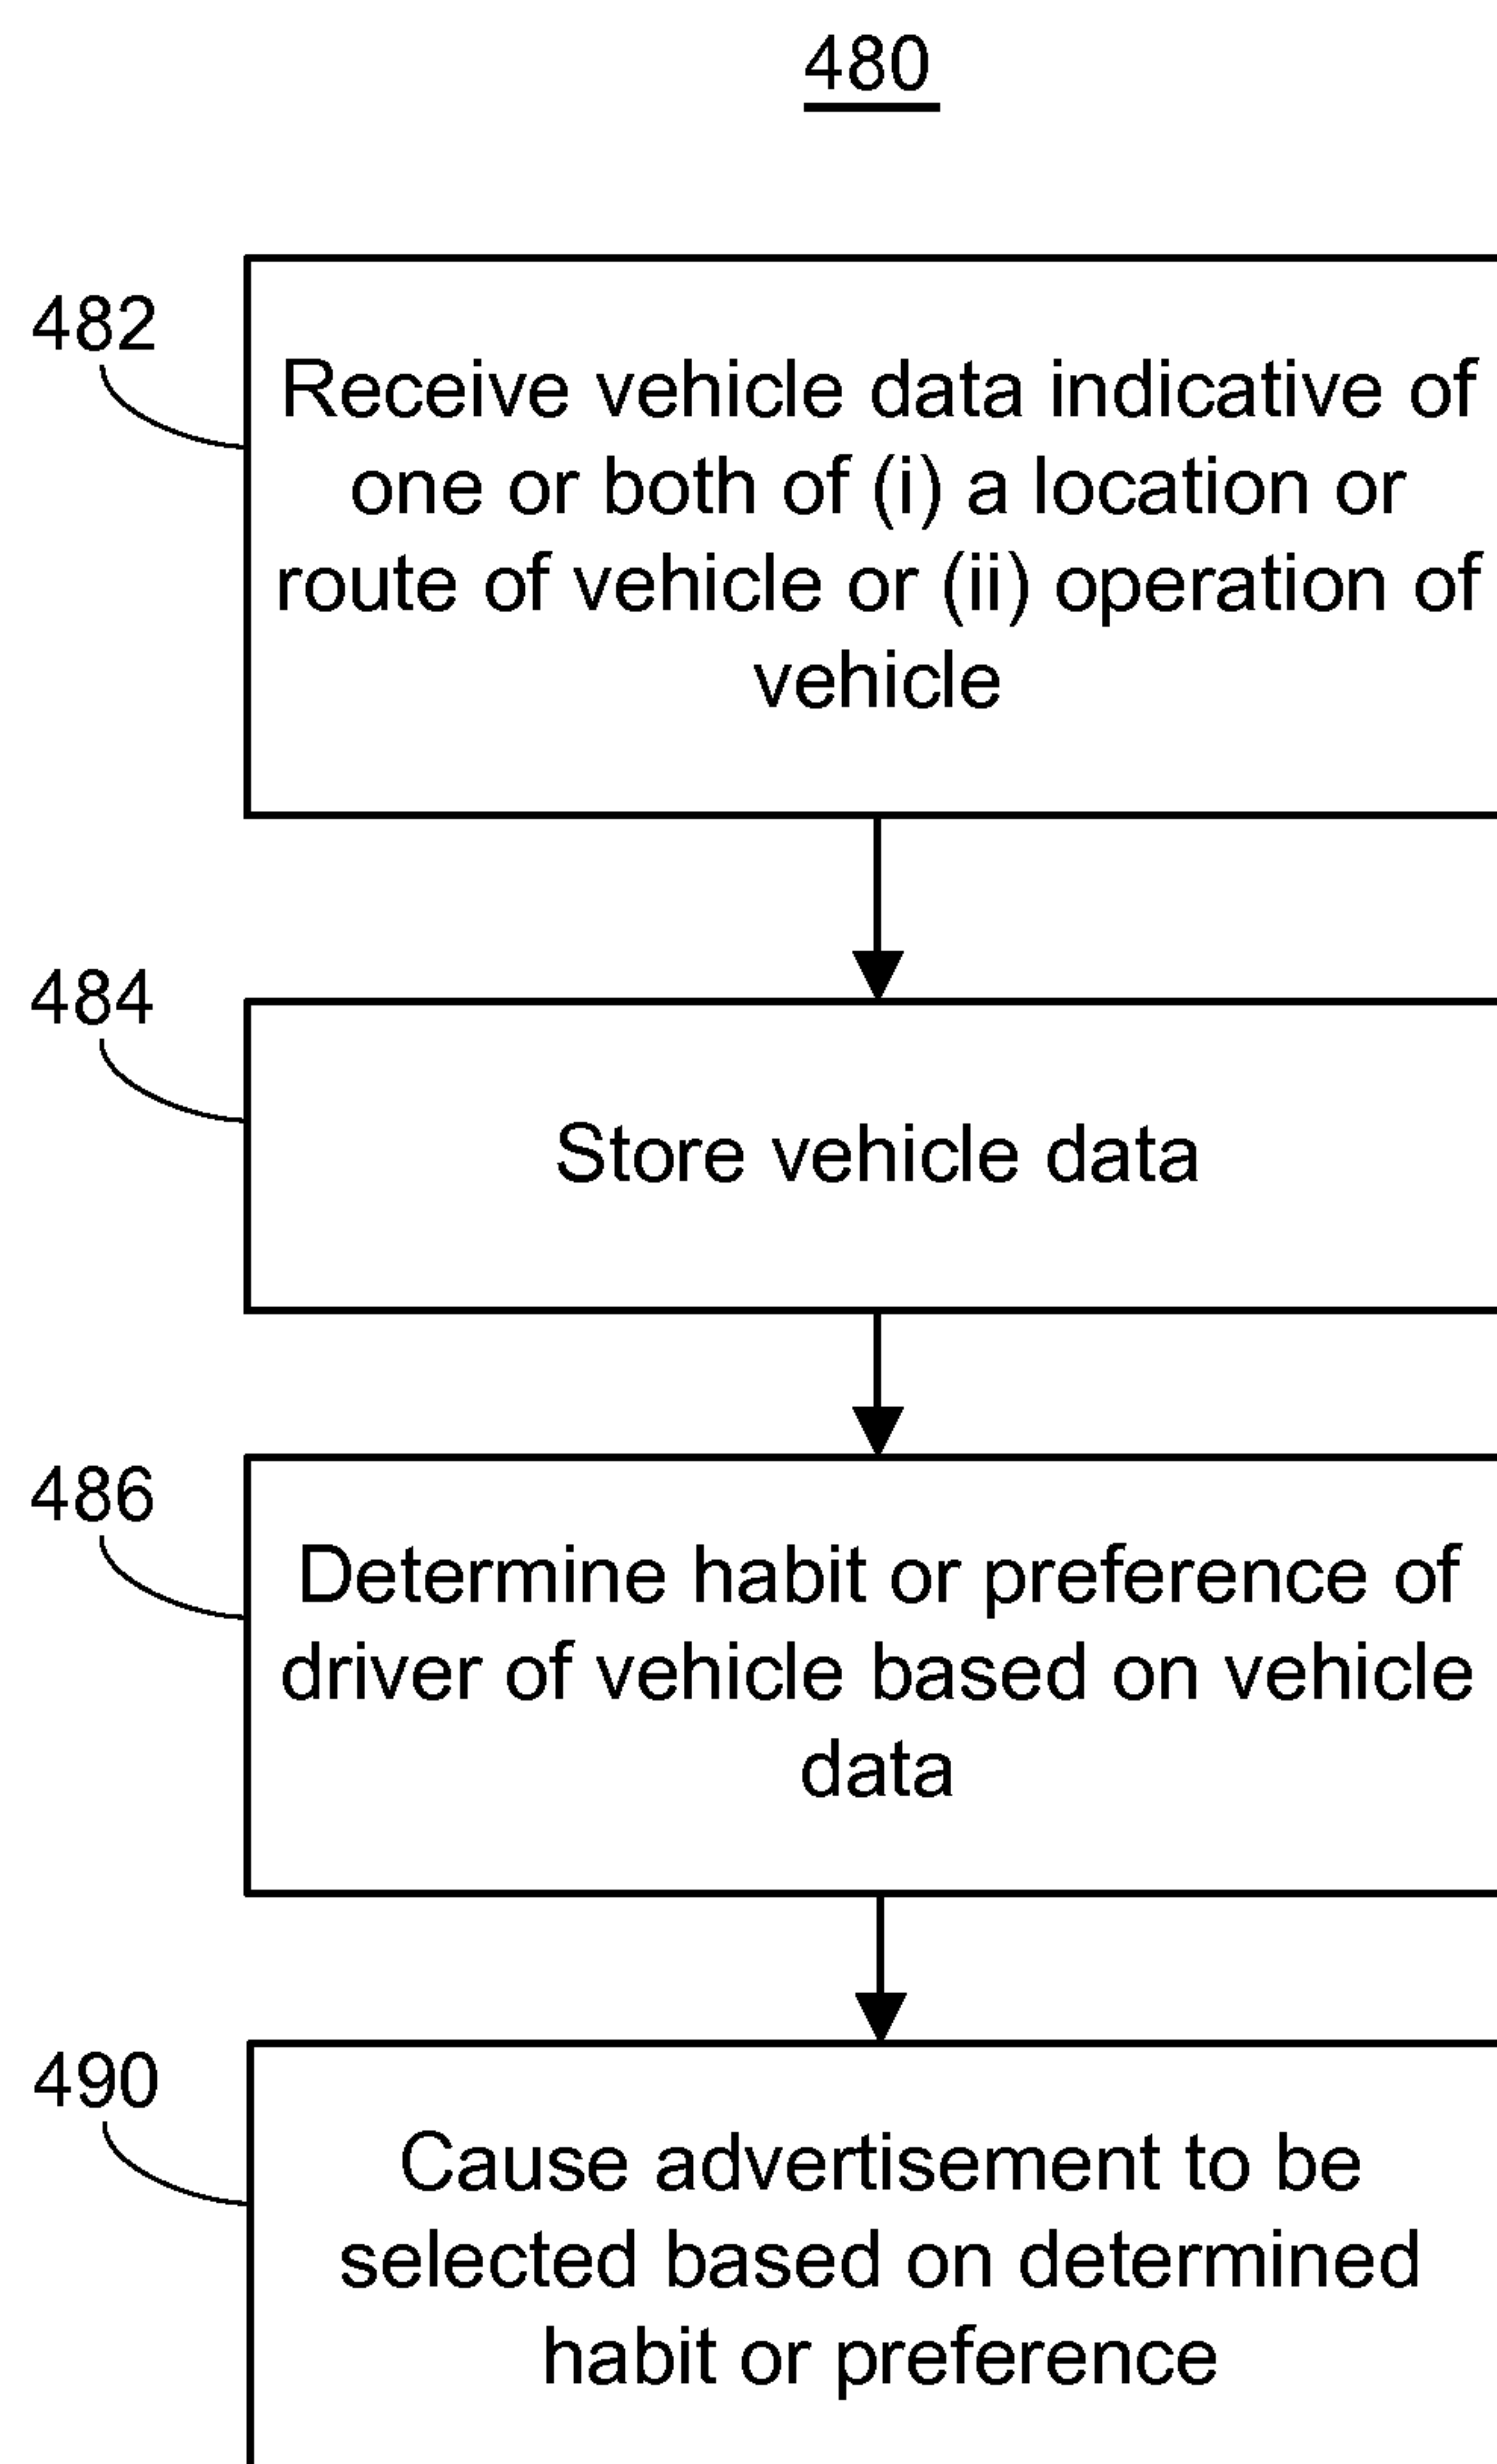 480
482
Receive vehicle data indicative of
one or both of (i) a location or
route of vehicle or (ii) operation of
vehicle
484
Store vehicle data
486
Determine habit or preference of
driver of vehicle based on vehicle
data
490
Cause advertisement to be
selected based on determined
habit or preference